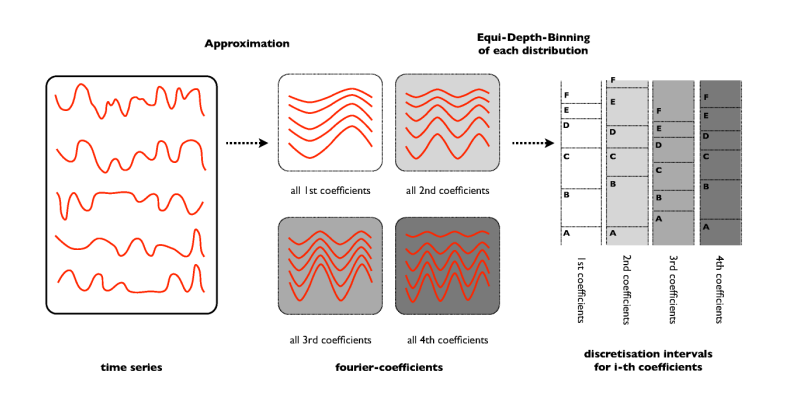 Approximation
Equi-Depth-Binning
of each distribution
all 1st coefficients
all 2nd coefficients
all 3rd coefficients
all 4th coefficients
F
E
D
C
B
A
F
E
D
C
B
A
F
E
D
C
B
A
F
E
D
C
B
A
1st coefficients
2nd coefficients
3rd coefficients
4th coefficients
time series
fourier-coefficients
discretisation intervals
for i-th coefficients